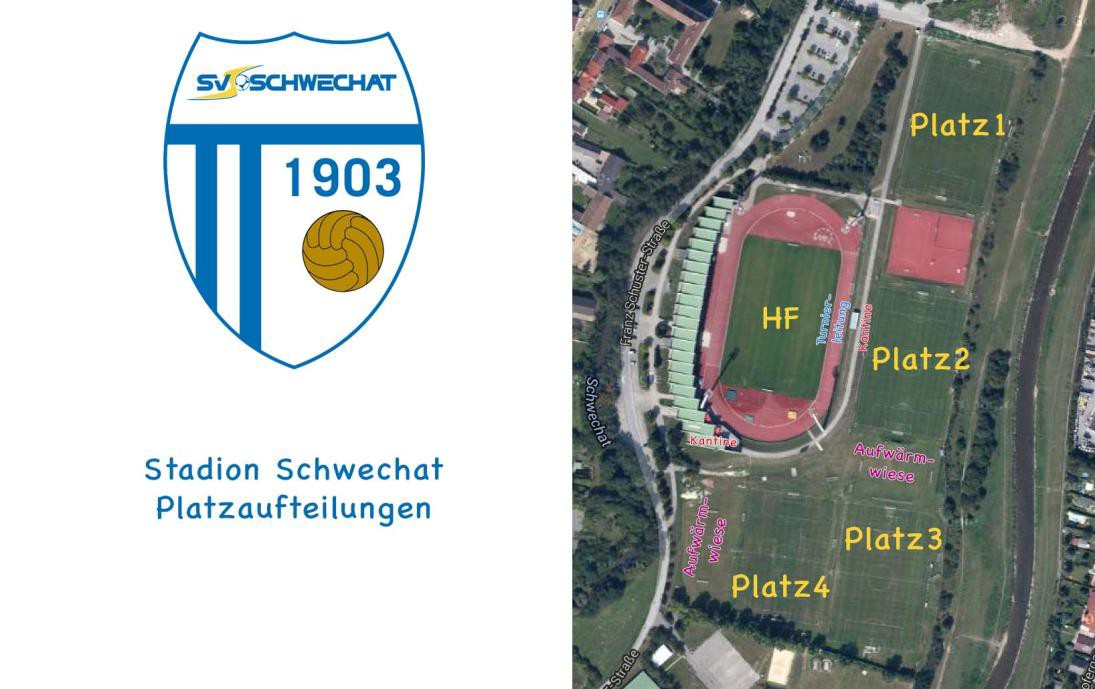 SV SCHWECHAT
1903
Stadion Schwechat
Platzaufteilungen
Platz1
Franz Schuster-Straße
HF
Turnier-
leitung
Kantine
Platz2
Schwechat
Kantine
Aufwärm-
wiese
Aufwärm-
wiese
Platz3
Platz4
-Straße